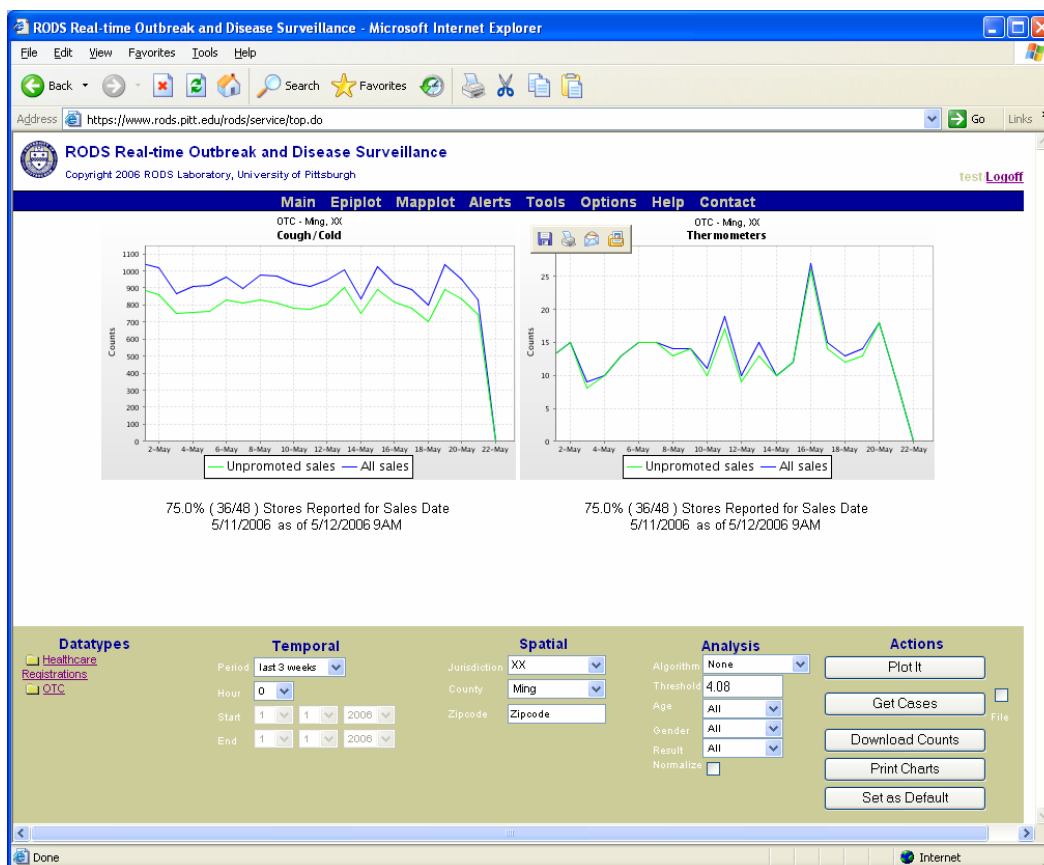 RODS Real-time Outbreak and Disease Surveillance - Microsoft Internet Explorer
File Edit View Favorites Tools Help
Back Search Favorites
Address https://www.rods.pitt.edu/rods/service/top.do Go Links
RODS Real-time Outbreak and Disease Surveillance
Copyright 2006 RODS Laboratory, University of Pittsburgh
test Logoff
Main Epiplot Mapplot Alerts Tools Options Help Contact
OTC - Ming, XX
Cough/Cold
1100
1000
900
800
700
600
500
400
300
200
100
0
Counts
2-May 4-May 6-May 8-May 10-May 12-May 14-May 16-May 18-May 20-May 22-May
Unpromoted sales All sales
75.0% ( 36/48 ) Stores Reported for Sales Date
5/11/2006 as of 5/12/2006 9AM
OTC - Ming, XX
Thermometers
25
20
15
10
5
0
Counts
2-May 4-May 6-May 8-May 10-May 12-May 14-May 16-May 18-May 20-May 22-May
Unpromoted sales All sales
75.0% ( 36/48 ) Stores Reported for Sales Date
5/11/2006 as of 5/12/2006 9AM
Datatypes
Healthcare
Registrations
OTC
Temporal
Period last 3 weeks
Hour 0
Start 1 1 2006
End 1 1 2006
Spatial
Jurisdiction XX
County Ming
Zipcode Zipcode
Analysis
Algorithm None
Threshold 4.08
Age All
Gender All
Result All
Normalize
Actions
Plot It
Get Cases
File
Download Counts
Print Charts
Set as Default
Done Internet